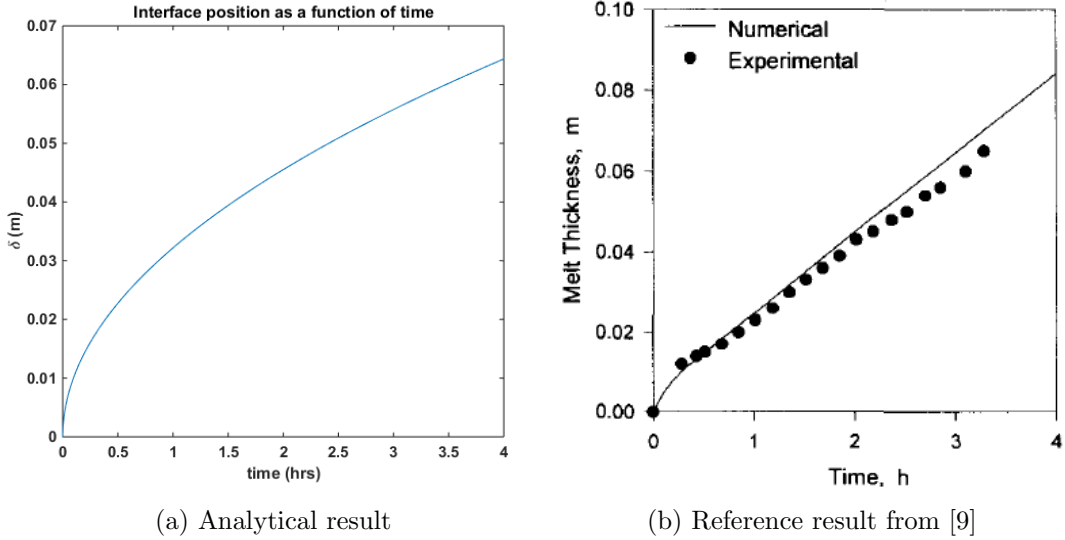 Interface position as a function of time
0.07
0.06
0.05
0.04
0.03
0.02
0.01
0
δ (m)
0 0.5 1 1.5 2 2.5 3 3.5 4
time (hrs)
(a) Analytical result
0.10
0.08
0.06
0.04
0.02
0.00
Melt Thickness, m
Numerical
Experimental
0 1 2 3 4
Time, h
(b) Reference result from [9]